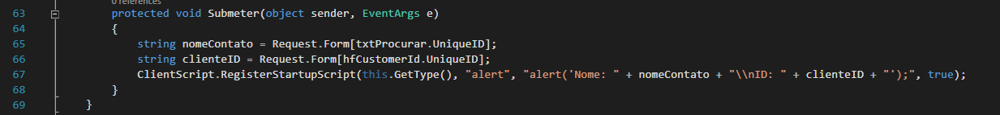 0 references
63 protected void Submeter(object sender, EventArgs e)
64 {
65 string nomeContato = Request.Form[txtProcurar.UniqueID];
66 string clienteID = Request.Form[hfCustomerId.UniqueID];
67 ClientScript.RegisterStartupScript(this.GetType(), "alert", "alert('Nome: " + nomeContato + "\\nID: " + clienteID + "');", true);
68 }
69 }